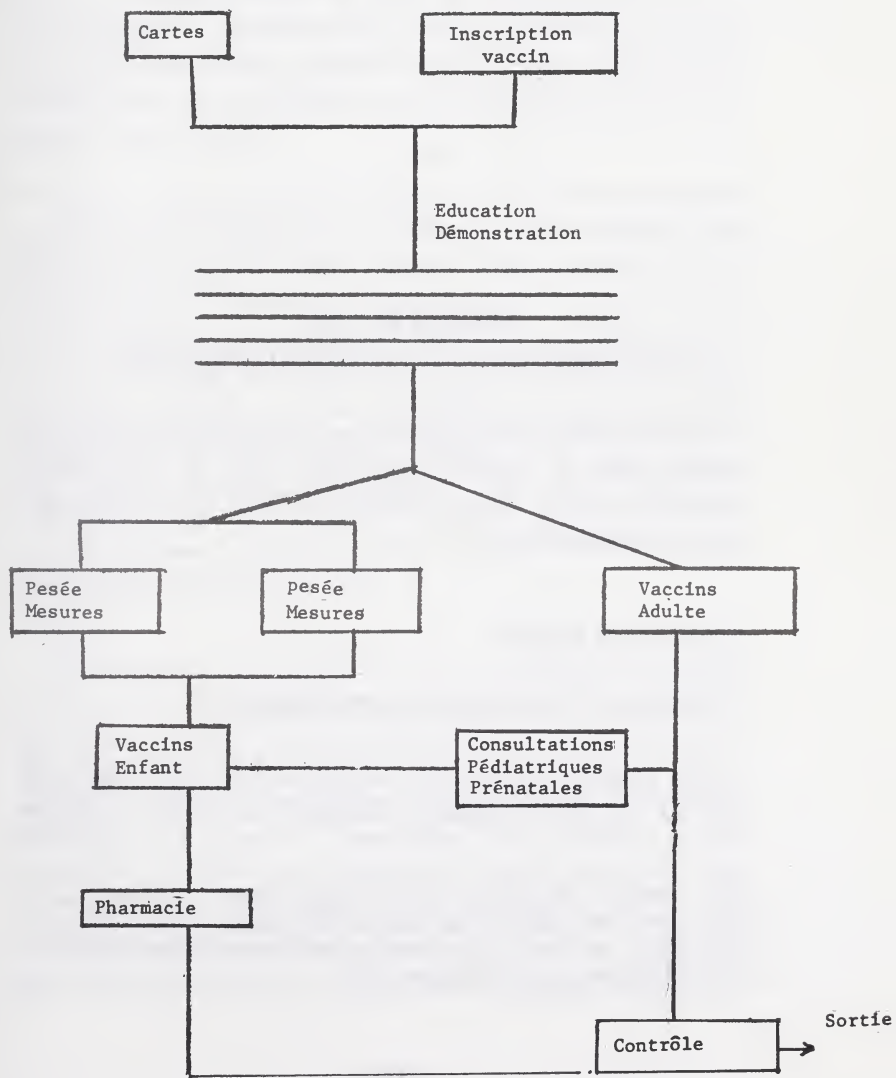 Cartes
Inscription
vaccin
Education
Démonstration
Pesée
Mesures
Pesée
Mesures
Vaccins
Adulte
Vaccins
Enfant
Consultations
Pédiatriques
Prénatales
Pharmacie
Contrôle
Sortie